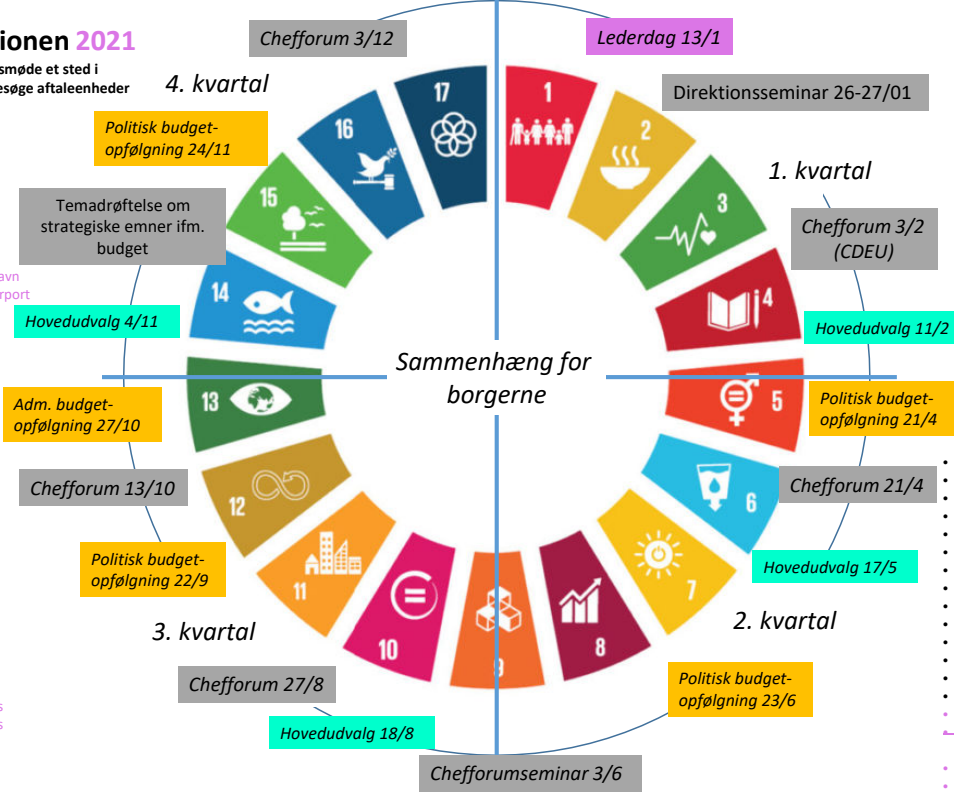 ionen 2021
smøde et sted i
esøge aftaleenheder
4. kvartal
Chefforum 3/12
Lederdag 13/1
Direktionsseminar 26-27/01
Politisk budget-
opfølgning 24/11
1. kvartal
Temadrøftelse om
strategiske emner ifm.
budget
Chefforum 3/2
(CDEU)
avn
rport
Hovedudvalg 4/11
Hovedudvalg 11/2
17
1
16
2
15
3
14
4
Sammenhæng for
borgerne
13
5
12
6
11
7
10
8
9
Adm. budget-
opfølgning 27/10
Politisk budget-
opfølgning 21/4
Chefforum 13/10
Chefforum 21/4
Politisk budget-
opfølgning 22/9
Hovedudvalg 17/5
3. kvartal
2. kvartal
Chefforum 27/8
Politisk budget-
opfølgning 23/6
s
s
Hovedudvalg 18/8
Chefforumseminar 3/6